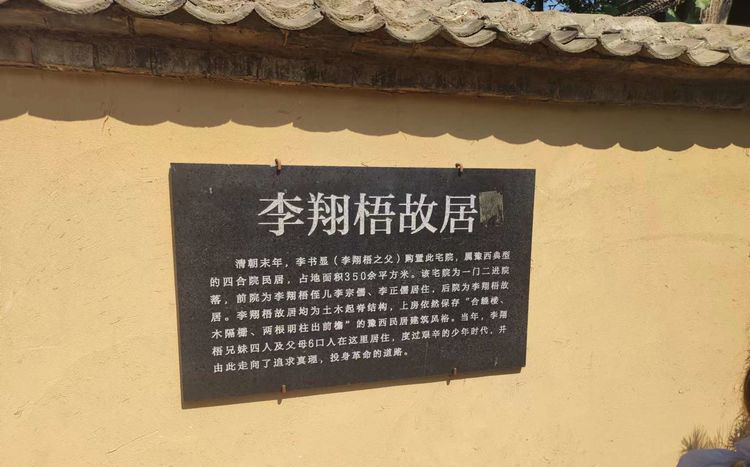 李翔梧故居
清朝末年，李书显（李翔梧之父）购置此宅院，属豫西典型
的四合院民居，占地面积350余平方米。该宅院为一门二进院
落，前院为李翔梧侄儿李宗儒、李正儒居住，后院为李翔梧故
居。李翔梧故居均为土木起脊结构，上房依然保存“合楼楼、
木隔栅、两根明柱出前檐”的豫西民居建筑风格。当年，李翔
梧兄妹四人及父母6口人在这里居住，度过艰辛的少年时代，并
由此走向了追求真理，投身革命的道路。